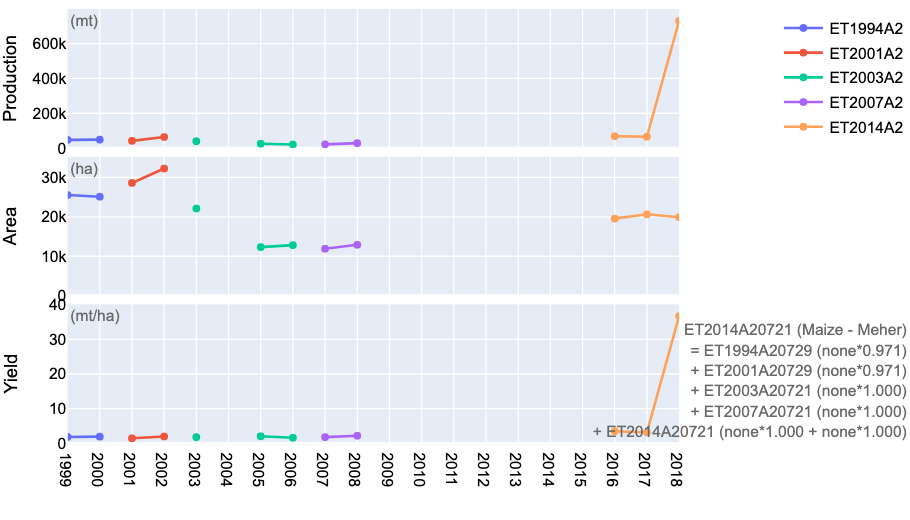 (mt)
Production
600k
400k
200k
0
(ha)
Area
30k
20k
10k
0
(mt/ha)
Yield
40
30
20
10
0
1999
2000
2001
2002
2003
2004
2005
2006
2007
2008
2009
2010
2011
2012
2013
2014
2015
2016
2017
2018
ET1994A2
ET2001A2
ET2003A2
ET2007A2
ET2014A2
ET2014A20721 (Maize - Meher)
= ET1994A20729 (none*0.971)
+ ET2001A20729 (none*0.971)
+ ET2003A20721 (none*1.000)
+ ET2007A20721 (none*1.000)
+ ET2014A20721 (none*1.000 + none*1.000)